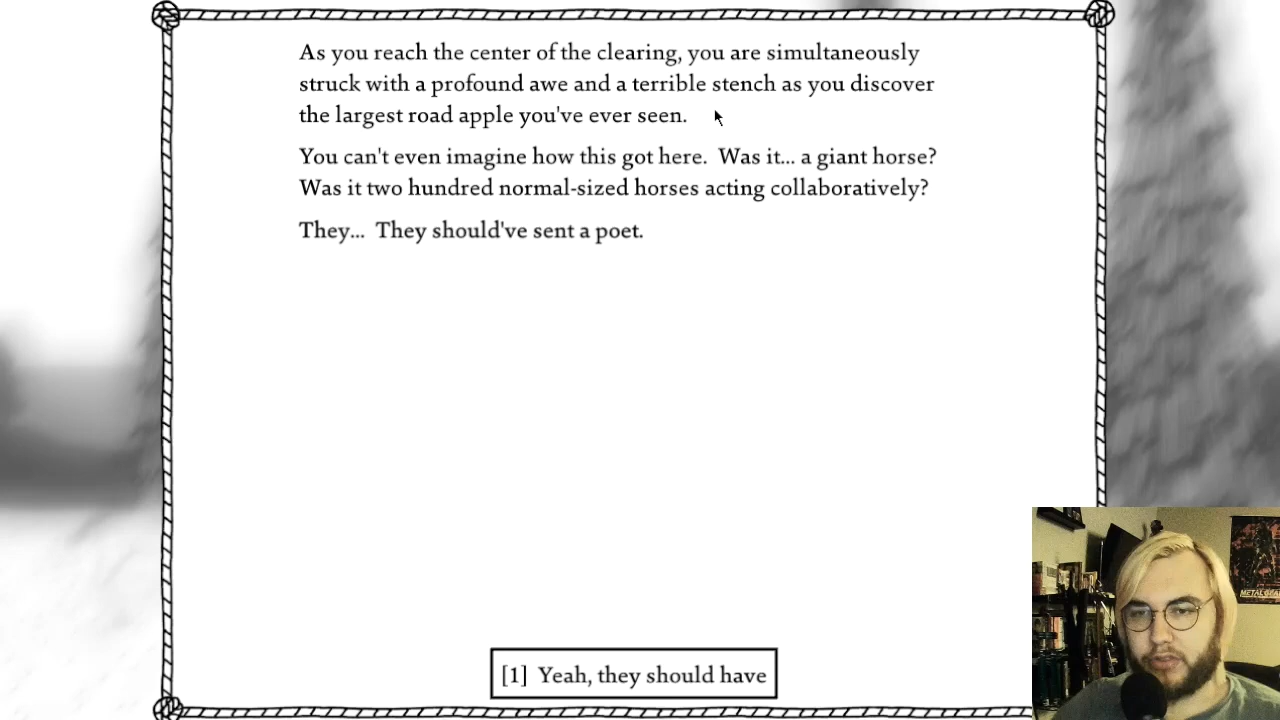 As you reach the center of the clearing, you are simultaneously
struck with a profound awe and a terrible stench as you discover
the largest road apple you've ever seen.
You can't even imagine how this got here.  Was it... a giant horse?
Was it two hundred normal-sized horses acting collaboratively?
They...  They should've sent a poet.
[1]  Yeah, they should have
METAL GEAR